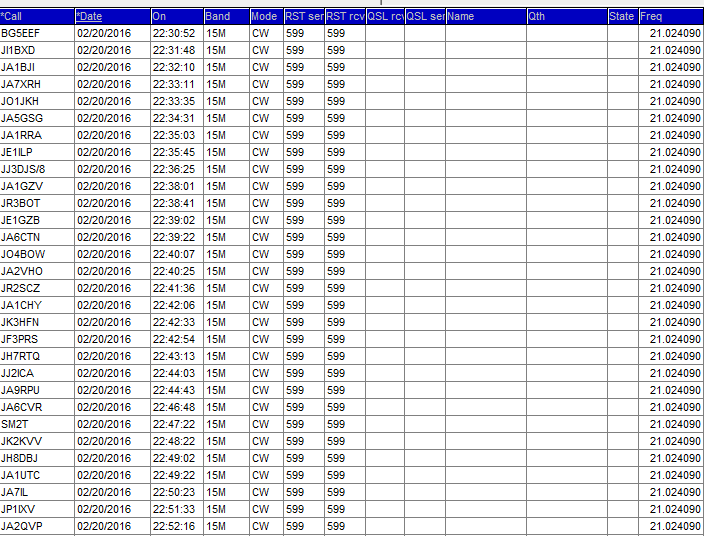 *Call *Date On Band Mode RST ser RST rcv QSL rcv QSL ser Name Qth State Freq
BG5EEF 02/20/2016 22:30:52 15M CW 599 599 21.024090
JI1BXD 02/20/2016 22:31:48 15M CW 599 599 21.024090
JA1BJI 02/20/2016 22:32:10 15M CW 599 599 21.024090
JA7XRH 02/20/2016 22:33:11 15M CW 599 599 21.024090
JO1JKH 02/20/2016 22:33:35 15M CW 599 599 21.024090
JA5GSG 02/20/2016 22:34:31 15M CW 599 599 21.024090
JA1RRA 02/20/2016 22:35:03 15M CW 599 599 21.024090
JE1ILP 02/20/2016 22:35:45 15M CW 599 599 21.024090
JJ3DJS/8 02/20/2016 22:36:25 15M CW 599 599 21.024090
JA1GZV 02/20/2016 22:38:01 15M CW 599 599 21.024090
JR3BOT 02/20/2016 22:38:41 15M CW 599 599 21.024090
JE1GZB 02/20/2016 22:39:02 15M CW 599 599 21.024090
JA6CTN 02/20/2016 22:39:22 15M CW 599 599 21.024090
JO4BOW 02/20/2016 22:40:07 15M CW 599 599 21.024090
JA2VHO 02/20/2016 22:40:25 15M CW 599 599 21.024090
JR2SCZ 02/20/2016 22:41:36 15M CW 599 599 21.024090
JA1CHY 02/20/2016 22:42:06 15M CW 599 599 21.024090
JK3HFN 02/20/2016 22:42:33 15M CW 599 599 21.024090
JF3PRS 02/20/2016 22:42:54 15M CW 599 599 21.024090
JH7RTQ 02/20/2016 22:43:13 15M CW 599 599 21.024090
JJ2ICA 02/20/2016 22:44:03 15M CW 599 599 21.024090
JA9RPU 02/20/2016 22:44:43 15M CW 599 599 21.024090
JA6CVR 02/20/2016 22:46:48 15M CW 599 599 21.024090
SM2T 02/20/2016 22:47:22 15M CW 599 599 21.024090
JK2KVV 02/20/2016 22:48:22 15M CW 599 599 21.024090
JH8DBJ 02/20/2016 22:49:02 15M CW 599 599 21.024090
JA1UTC 02/20/2016 22:49:22 15M CW 599 599 21.024090
JA7IL 02/20/2016 22:50:23 15M CW 599 599 21.024090
JP1IXV 02/20/2016 22:51:33 15M CW 599 599 21.024090
JA2QVP 02/20/2016 22:52:16 15M CW 599 599 21.024090